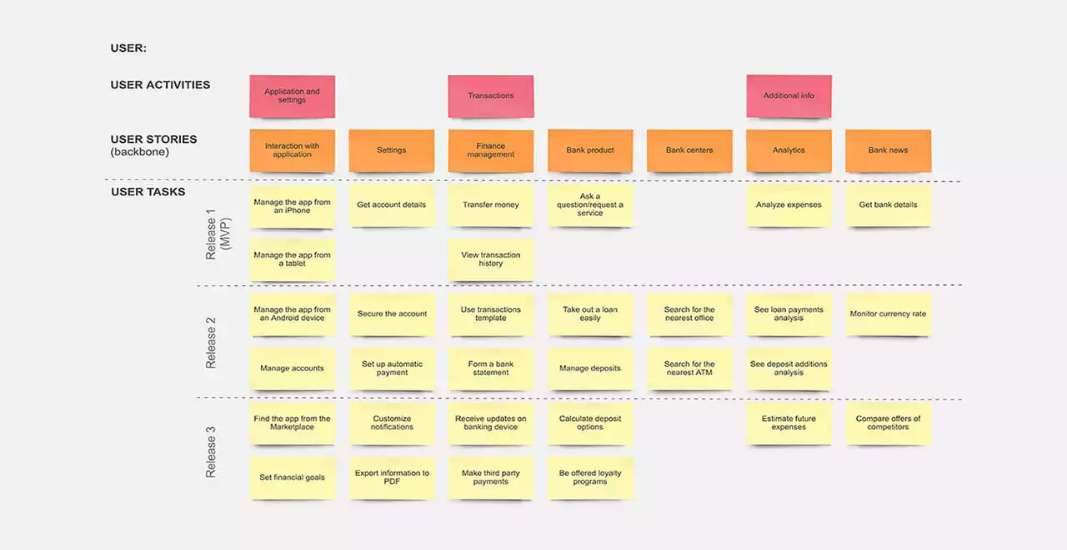 USER:
USER ACTIVITIES
Application and
settings
Transactions
Additional info
USER STORIES
(backbone)
Interaction with
application
Settings
Finance
management
Bank product
Bank centers
Analytics
Bank news
USER TASKS
Release 1
(MVP)
Manage the app from
an iPhone
Get account details
Transfer money
Ask a
question/request a
service
Analyze expenses
Get bank details
Manage the app from
a tablet
View transaction
history
Release 2
Manage the app from
an Android device
Secure the account
Use transactions
template
Take out a loan
easily
Search for the
nearest office
See loan payments
analysis
Monitor currency rate
Manage accounts
Set up automatic
payment
Form a bank
statement
Manage deposits
Search for the
nearest ATM
See deposit additions
analysis
Release 3
Find the app from the
Marketplace
Customize
notifications
Receive updates on
banking device
Calculate deposit
options
Estimate future
expenses
Compare offers of
competitors
Set financial goals
Export information to
PDF
Make third party
payments
Be offered loyalty
programs